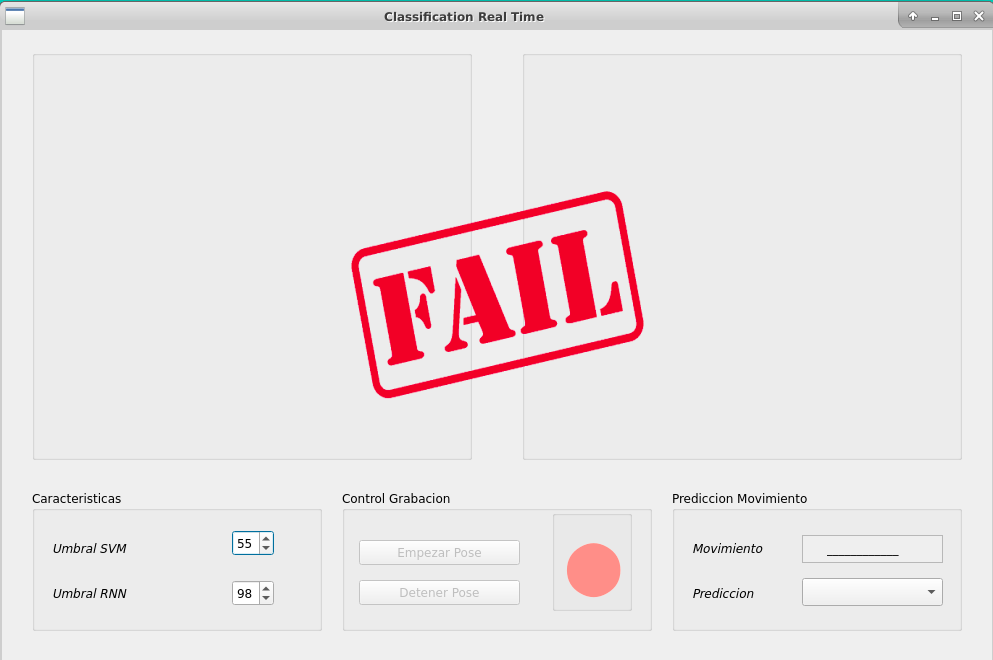 Classification Real Time
FAIL
Caracteristicas
Umbral SVM
55
Umbral RNN
98
Control Grabacion
Empezar Pose
Detener Pose
Prediccion Movimiento
Movimiento
____________
Prediccion